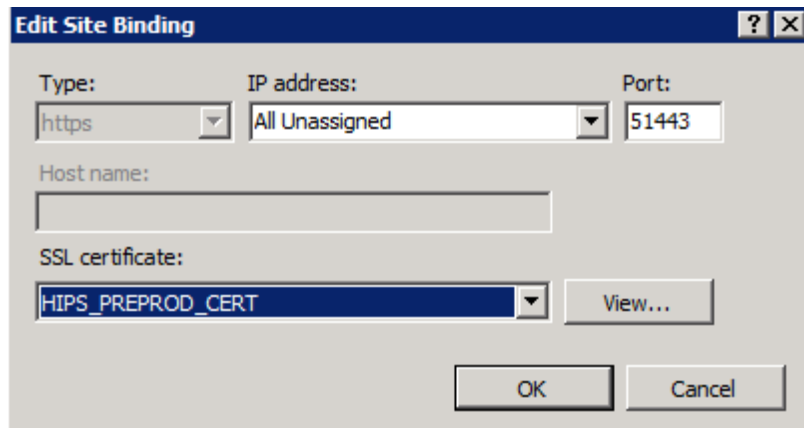 Edit Site Binding
Type: IP address: Port:
https All Unassigned 51443
Host name:
SSL certificate:
HIPS_PREPROD_CERT View...
OK Cancel